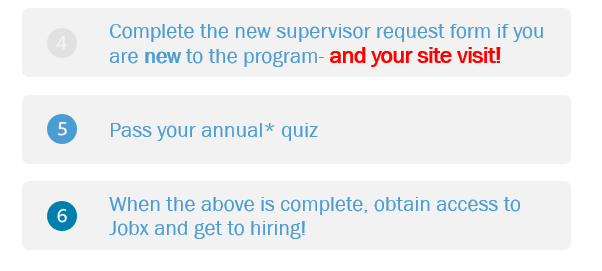 4
Complete the new supervisor request form if you
are new to the program- and your site visit!
5
Pass your annual* quiz
6
When the above is complete, obtain access to
Jobx and get to hiring!